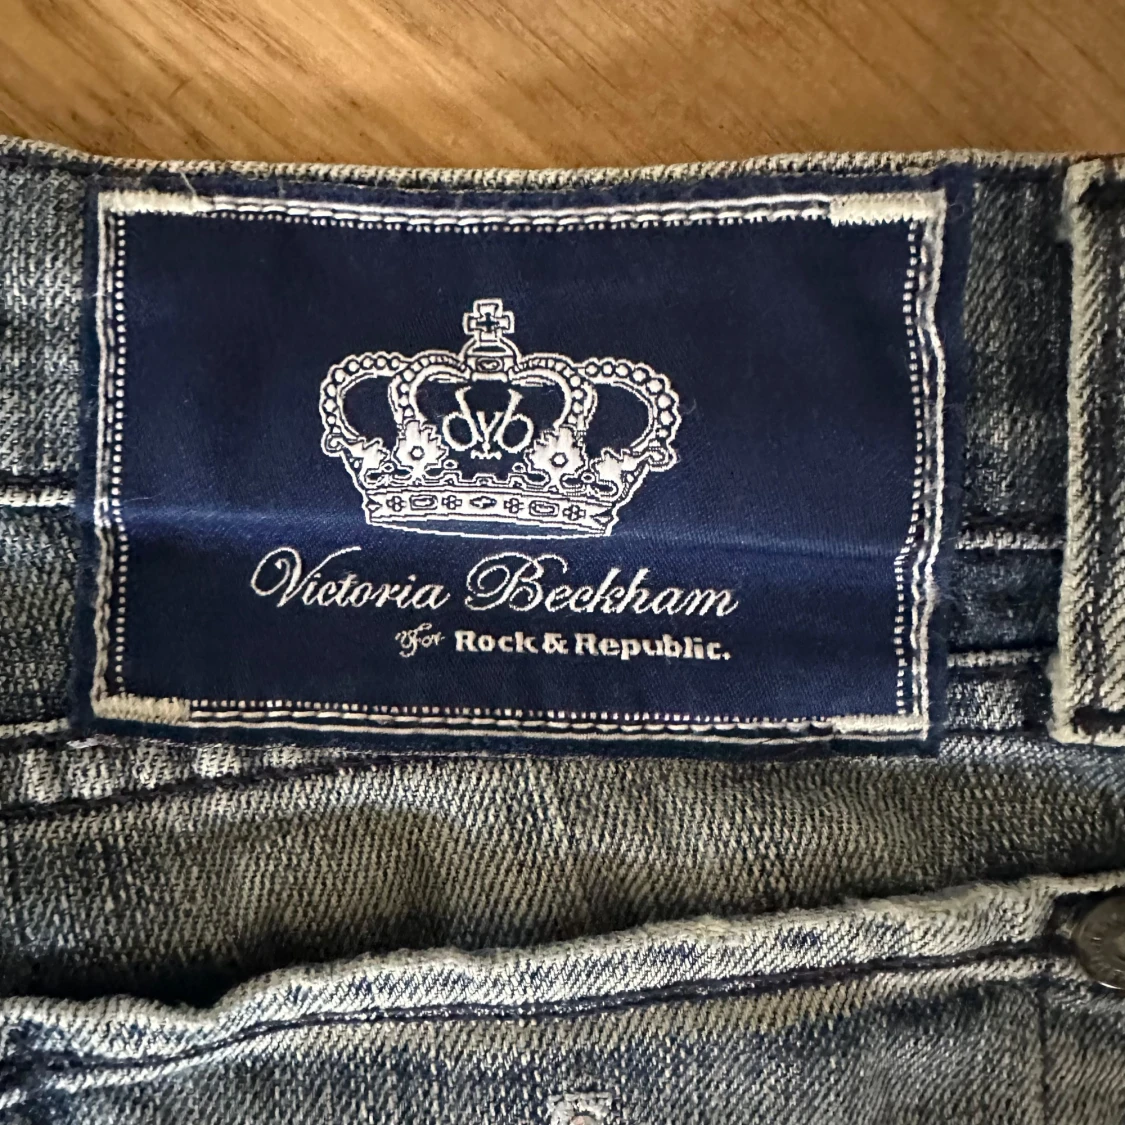 dvb
Victoria Beckham
for Rock & Republic.